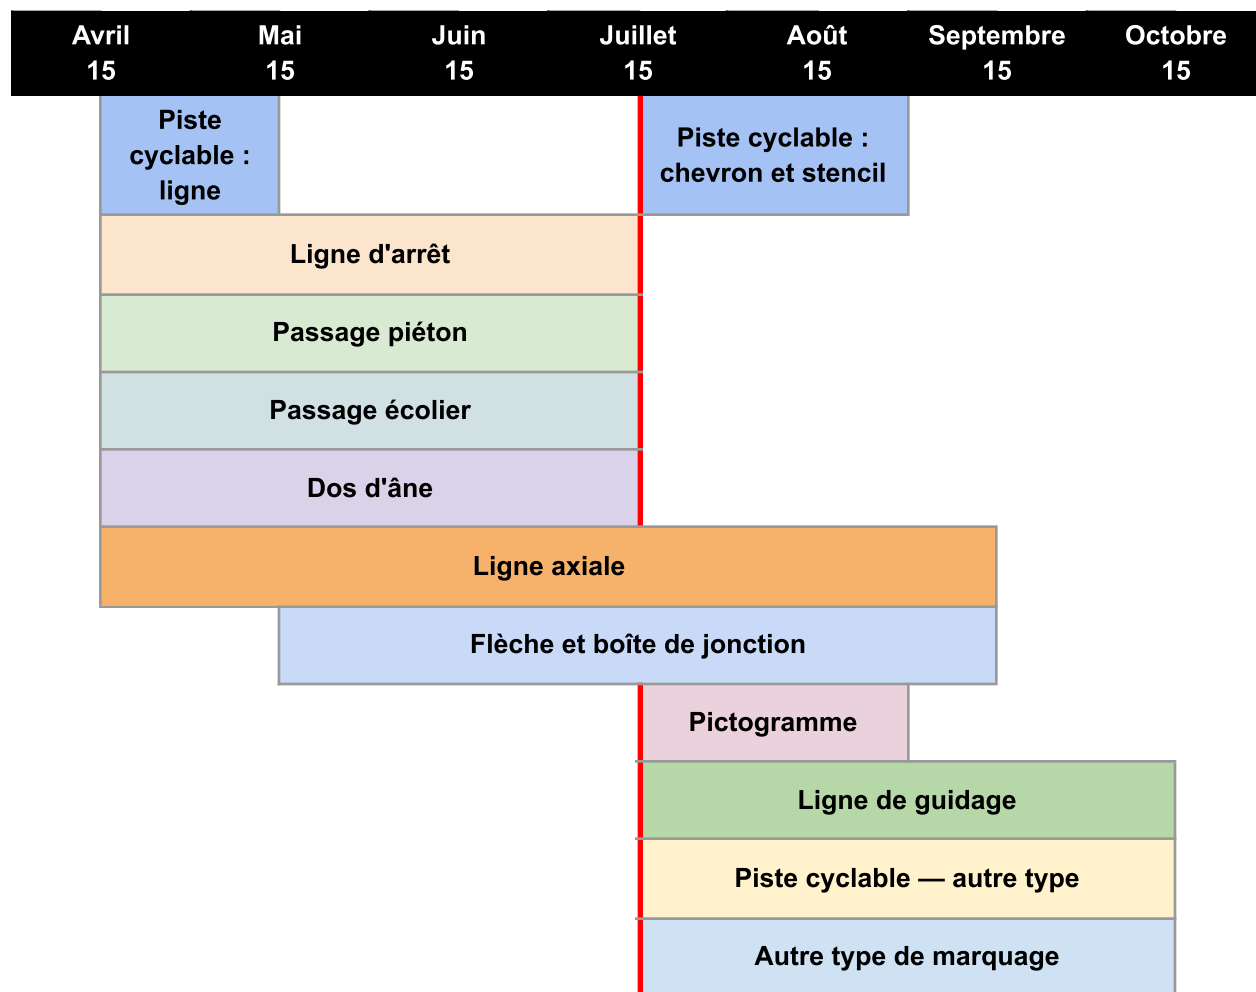 Avril Mai Juin Juillet Août Septembre Octobre
15 15 15 15 15 15 15
Piste
cyclable :
ligne
Piste cyclable :
chevron et stencil
Ligne d'arrêt
Passage piéton
Passage écolier
Dos d'âne
Ligne axiale
Flèche et boîte de jonction
Pictogramme
Ligne de guidage
Piste cyclable — autre type
Autre type de marquage